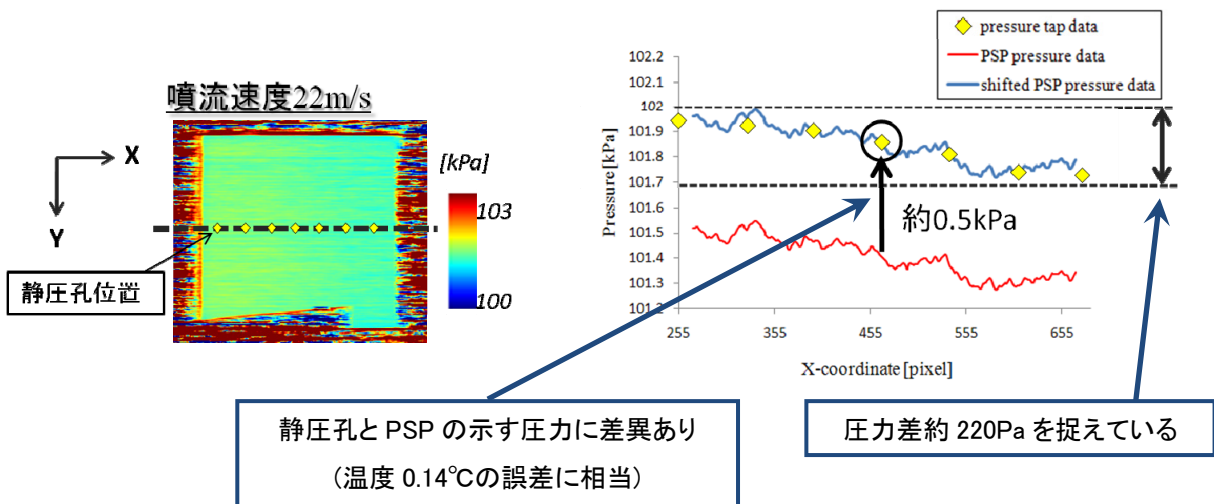 噴流速度22m/s
X
Y
[kPa]
103
100
静圧孔位置
pressure tap data
PSP pressure data
shifted PSP pressure data
102.2
102.1
102
101.9
101.8
101.7
101.6
101.5
101.4
101.3
101.2
Pressure[kPa]
約0.5kPa
255
355
455
555
655
X-coordinate [pixel]
静圧孔と PSP の示す圧力に差異あり
(温度 0.14℃の誤差に相当)
圧力差約 220Pa を捉えている